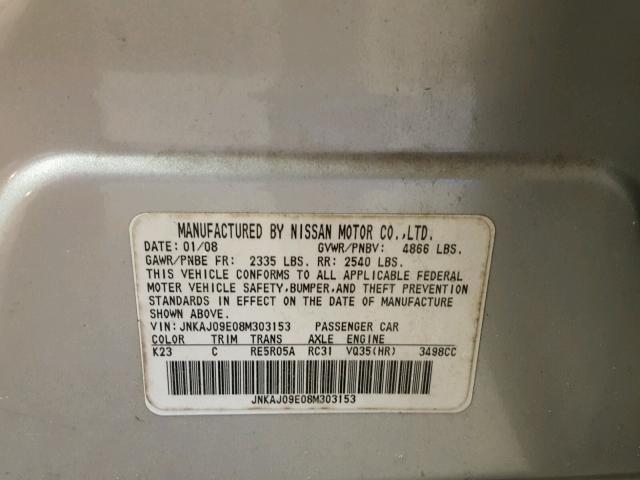 MANUFACTURED BY NISSAN MOTOR CO.,LTD.
DATE: 01/08 GVWR/PNBV: 4866 LBS.
GAWR/PNBE FR: 2335 LBS. RR: 2540 LBS.
THIS VEHICLE CONFORMS TO ALL APPLICABLE FEDERAL
MOTOR VEHICLE SAFETY,BUMPER,AND THEFT PREVENTION
STANDARDS IN EFFECT ON THE DATE OF MANUFACTURE
SHOWN ABOVE.
VIN: JNKAJ09E08M303153 PASSENGER CAR
COLOR TRIM TRANS AXLE ENGINE
K23 C RE5R05A RC31 VQ35(HR) 3498CC
JNKAJ09E08M303153